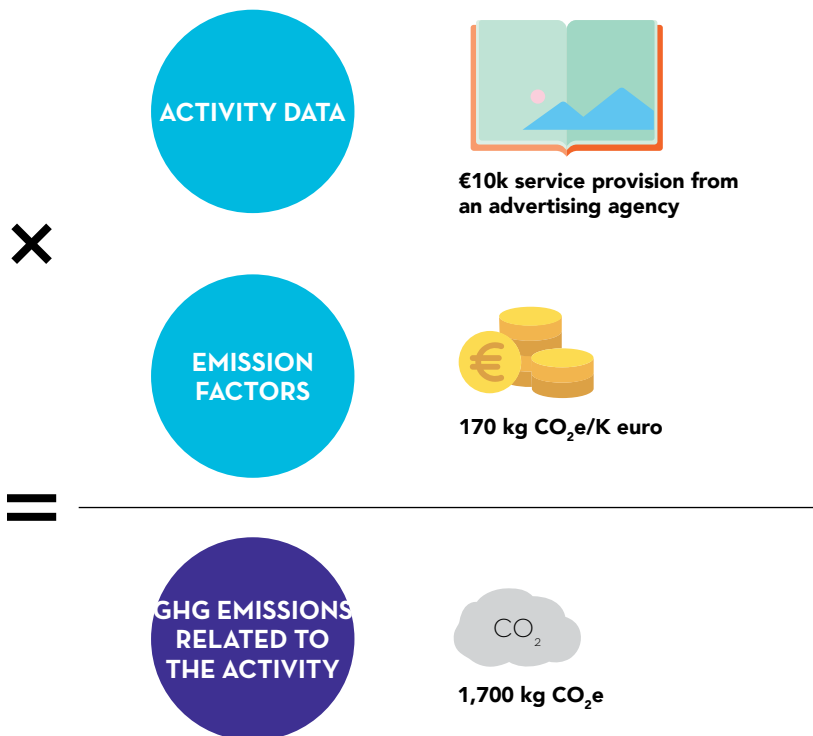 ACTIVITY DATA
€10k service provision from
an advertising agency
×
EMISSION
FACTORS
€
170 kg CO₂e/K euro
=
GHG EMISSIONS
RELATED TO
THE ACTIVITY
CO₂
1,700 kg CO₂e